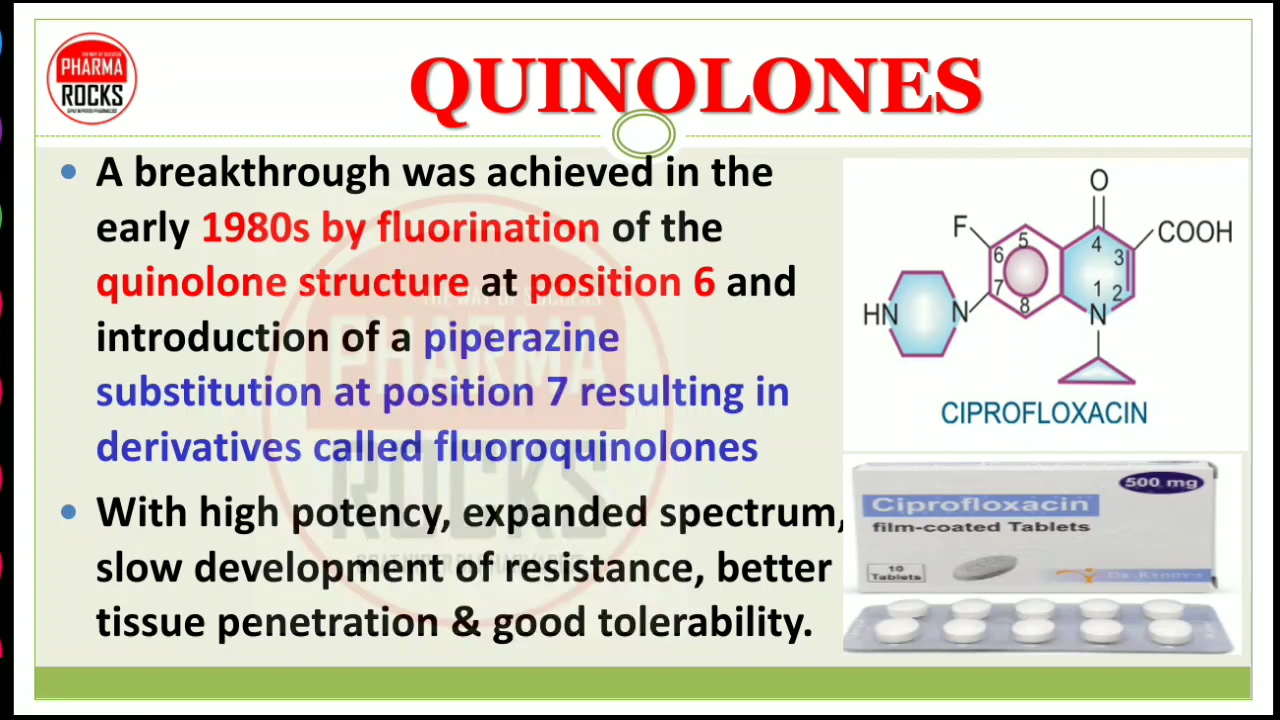 PHARMA
ROCKS
QUINOLONES
A breakthrough was achieved in the
early 1980s by fluorination of the
quinolone structure at position 6 and
introduction of a piperazine
substitution at position 7 resulting in
derivatives called fluoroquinolones
With high potency, expanded spectrum,
slow development of resistance, better
tissue penetration & good tolerability.
O
F
COOH
5
4
6
3
7
1
2
8
HN
N
N
CIPROFLOXACIN
500 mg
Ciprofloxacin
film-coated Tablets
10
Tablets
DR. REDDY'S